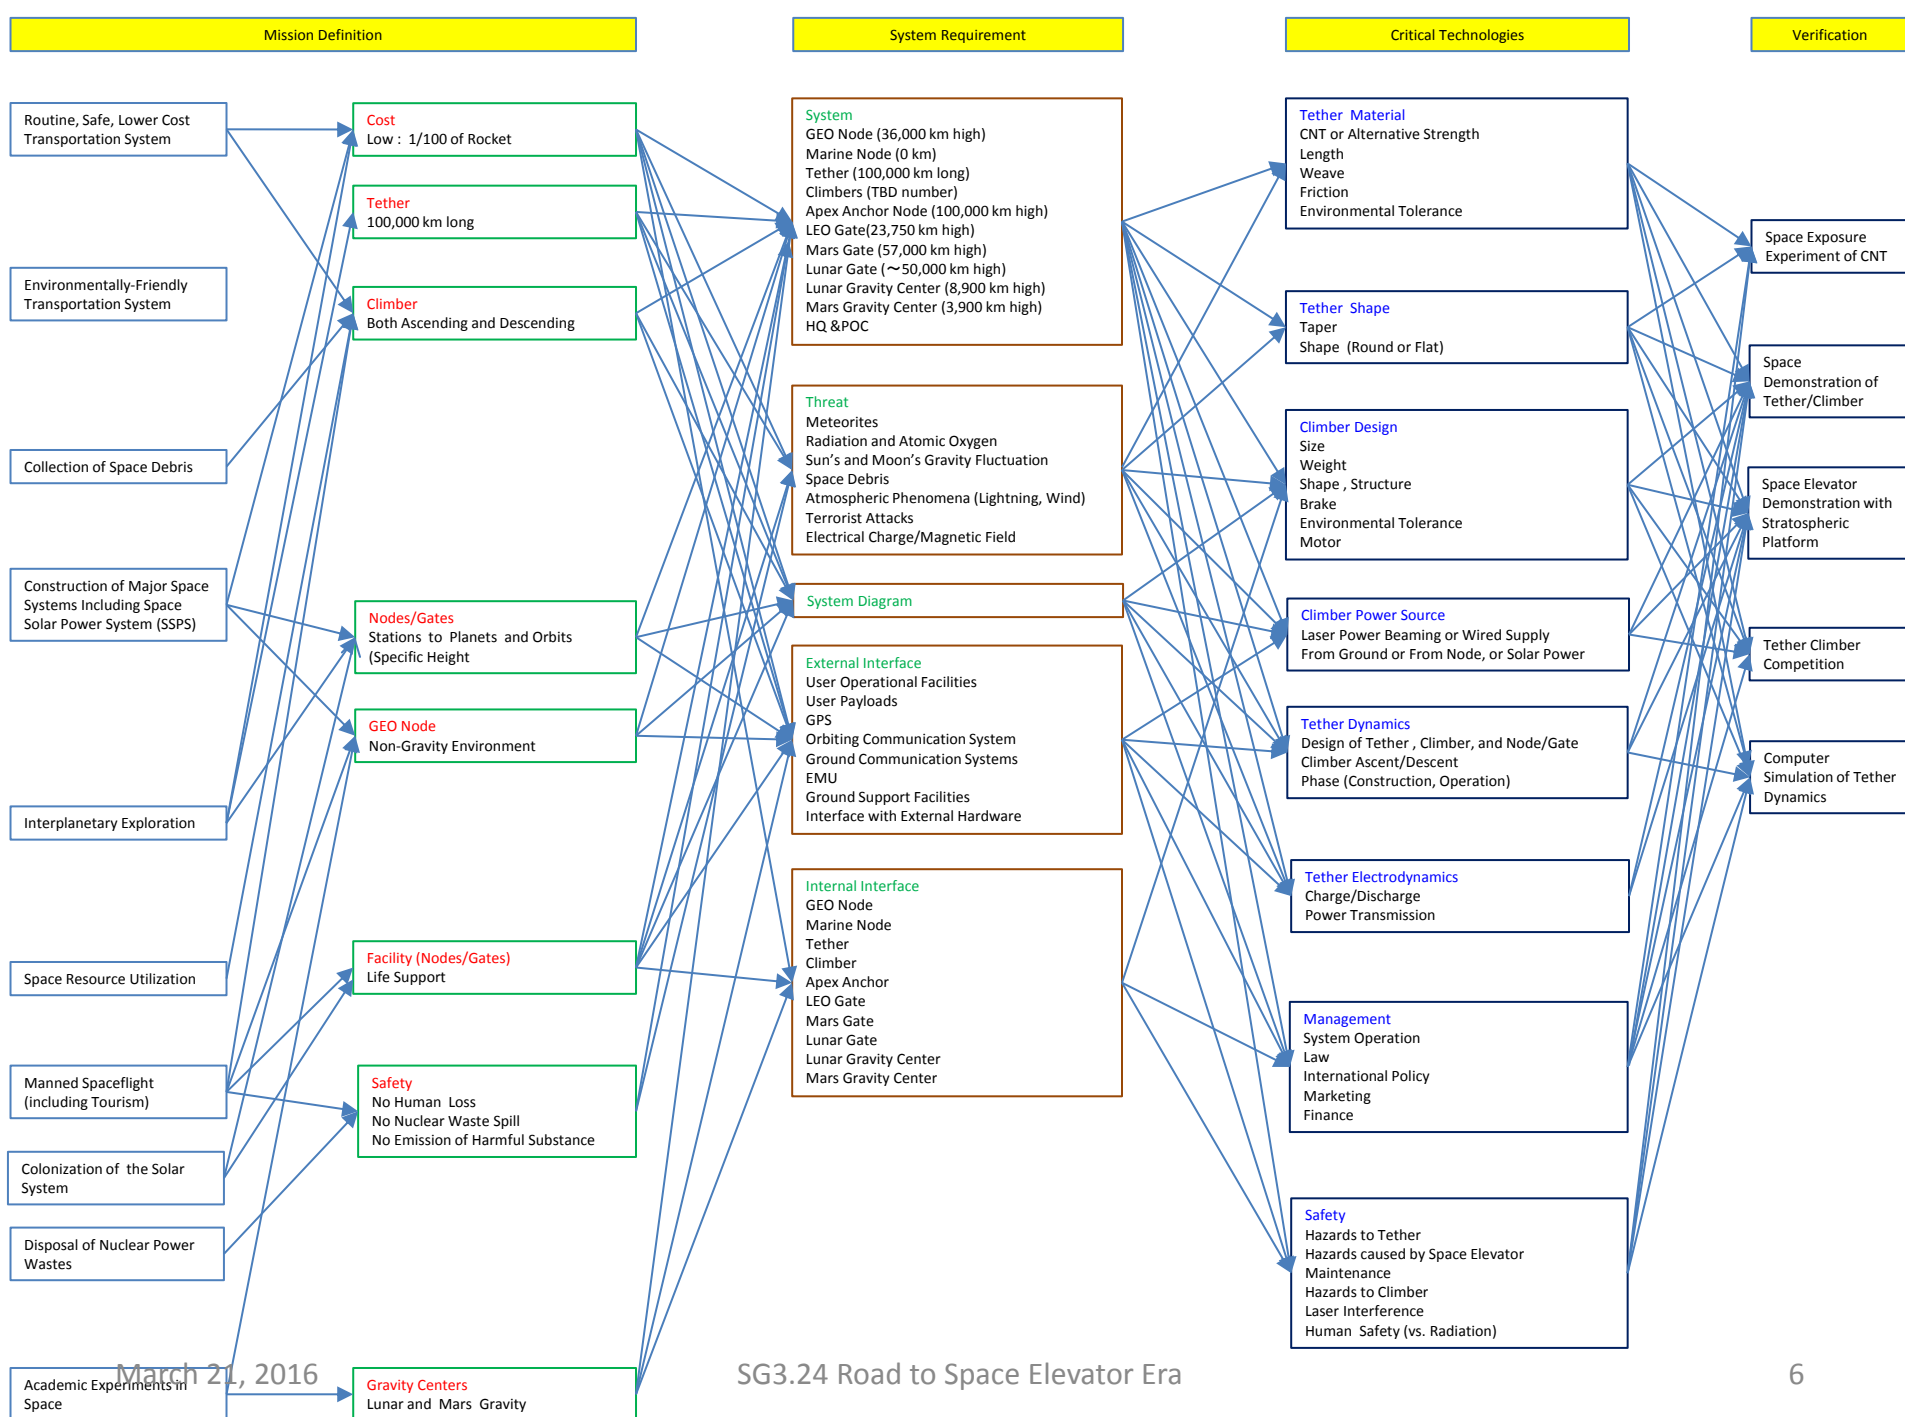 Mission Definition
System Requirement
Critical Technologies
Verification
Routine, Safe, Lower Cost
Transportation System
Environmentally-Friendly
Transportation System
Collection of Space Debris
Construction of Major Space
Systems Including Space
Solar Power System (SSPS)
Interplanetary Exploration
Space Resource Utilization
Manned Spaceflight
(including Tourism)
Colonization of the Solar
System
Disposal of Nuclear Power
Wastes
Academic Experiments in
Space
Cost
Low : 1/100 of Rocket
Tether
100,000 km long
Climber
Both Ascending and Descending
Nodes/Gates
Stations to Planets and Orbits
(Specific Height
GEO Node
Non-Gravity Environment
Facility (Nodes/Gates)
Life Support
Safety
No Human Loss
No Nuclear Waste Spill
No Emission of Harmful Substance
Gravity Centers
Lunar and Mars Gravity
System
GEO Node (36,000 km high)
Marine Node (0 km)
Tether (100,000 km long)
Climbers (TBD number)
Apex Anchor Node (100,000 km high)
LEO Gate(23,750 km high)
Mars Gate (57,000 km high)
Lunar Gate (～50,000 km high)
Lunar Gravity Center (8,900 km high)
Mars Gravity Center (3,900 km high)
HQ &POC
Threat
Meteorites
Radiation and Atomic Oxygen
Sun’s and Moon’s Gravity Fluctuation
Space Debris
Atmospheric Phenomena (Lightning, Wind)
Terrorist Attacks
Electrical Charge/Magnetic Field
System Diagram
External Interface
User Operational Facilities
User Payloads
GPS
Orbiting Communication System
Ground Communication Systems
EMU
Ground Support Facilities
Interface with External Hardware
Internal Interface
GEO Node
Marine Node
Tether
Climber
Apex Anchor
LEO Gate
Mars Gate
Lunar Gate
Lunar Gravity Center
Mars Gravity Center
Tether Material
CNT or Alternative Strength
Length
Weave
Friction
Environmental Tolerance
Tether Shape
Taper
Shape (Round or Flat)
Climber Design
Size
Weight
Shape , Structure
Brake
Environmental Tolerance
Motor
Climber Power Source
Laser Power Beaming or Wired Supply
From Ground or From Node, or Solar Power
Tether Dynamics
Design of Tether , Climber, and Node/Gate
Climber Ascent/Descent
Phase (Construction, Operation)
Tether Electrodynamics
Charge/Discharge
Power Transmission
Management
System Operation
Law
International Policy
Marketing
Finance
Safety
Hazards to Tether
Hazards caused by Space Elevator
Maintenance
Hazards to Climber
Laser Interference
Human Safety (vs. Radiation)
Space Exposure
Experiment of CNT
Space
Demonstration of
Tether/Climber
Space Elevator
Demonstration with
Stratospheric
Platform
Tether Climber
Competition
Computer
Simulation of Tether
Dynamics
March 21, 2016
SG3.24 Road to Space Elevator Era
6